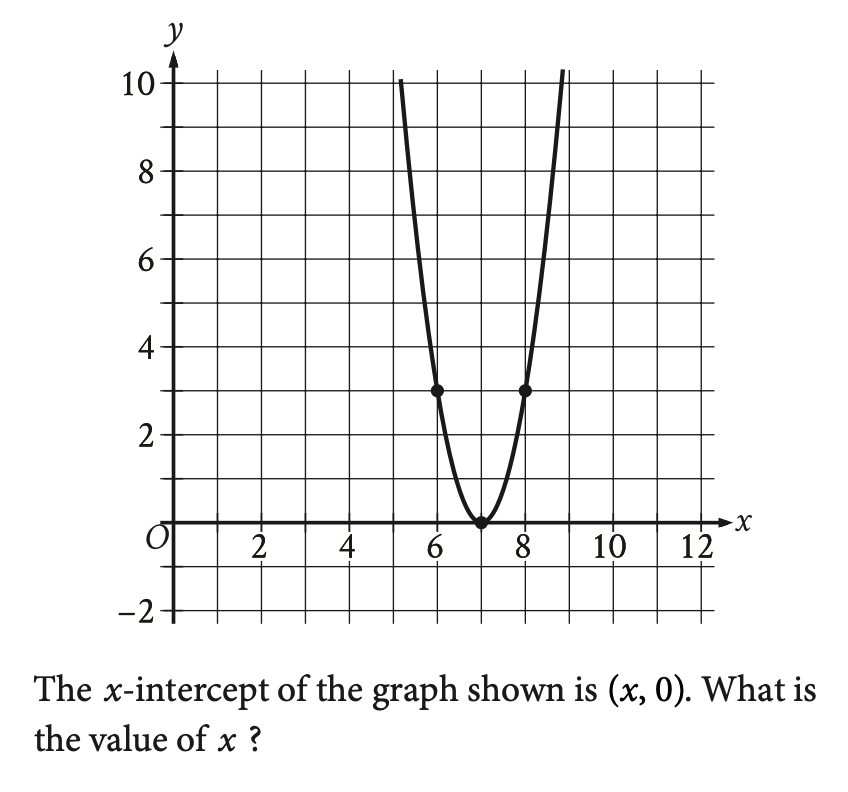 y
10
8
6
4
2
O
2 4 6 8 10 12 x
−2
The x-intercept of the graph shown is (x, 0). What is
the value of x ?